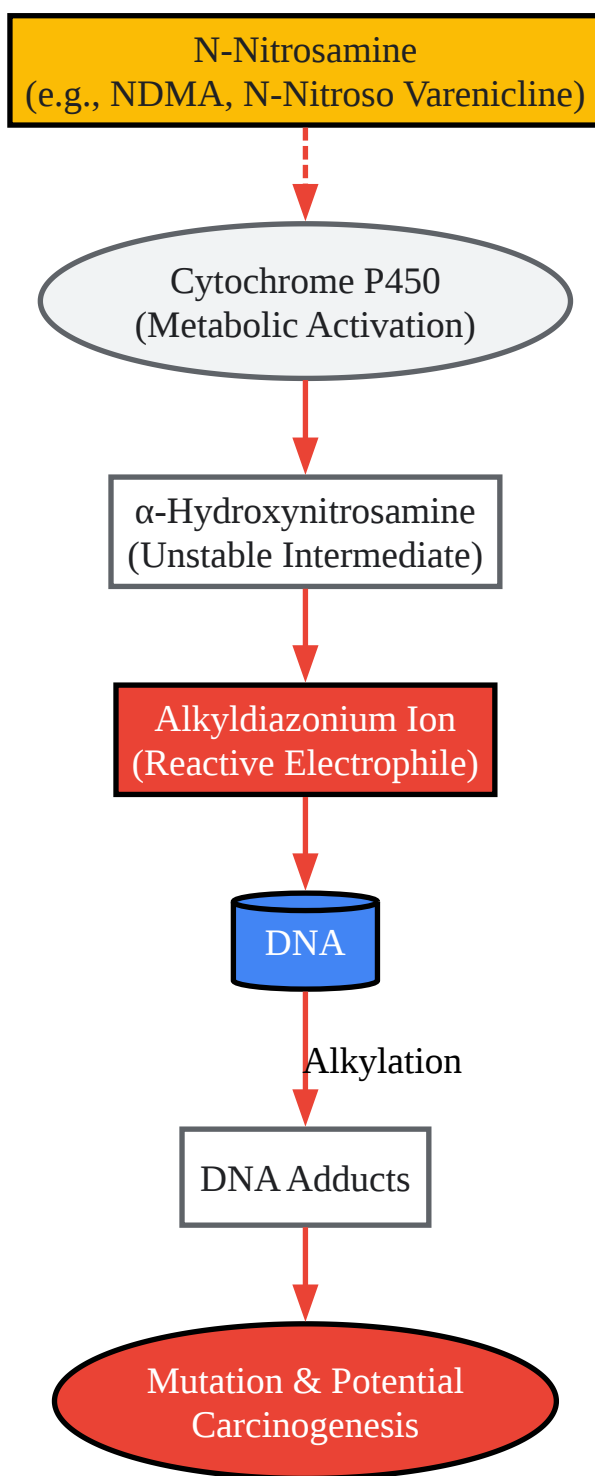 N-Nitrosamine
(e.g., NDMA, N-Nitroso Varenicline)
Cytochrome P450
(Metabolic Activation)
α-Hydroxynitrosamine
(Unstable Intermediate)
Alkyldiazonium Ion
(Reactive Electrophile)
DNA
Alkylation
DNA Adducts
Mutation & Potential
Carcinogenesis